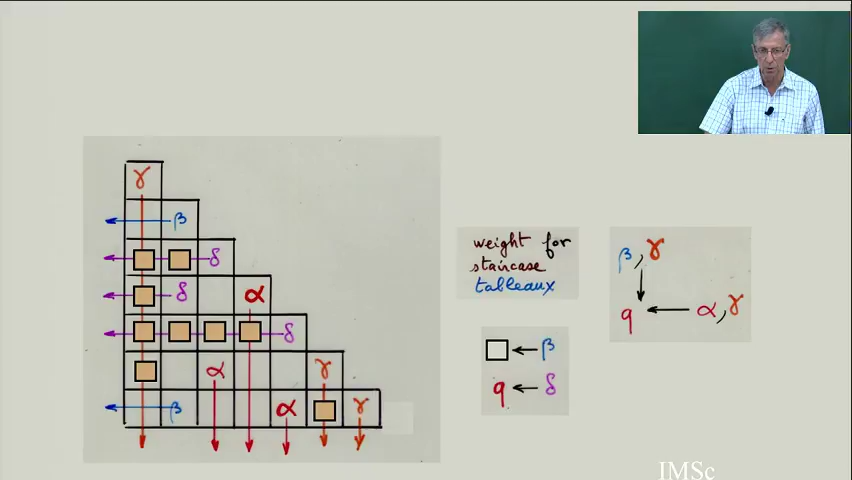 γ
β
δ
δ α
δ
α γ
β α γ
weight for
staircase
tableaux
□ ← β
q ← δ
β, γ
↓
q ← α, γ
IMSc